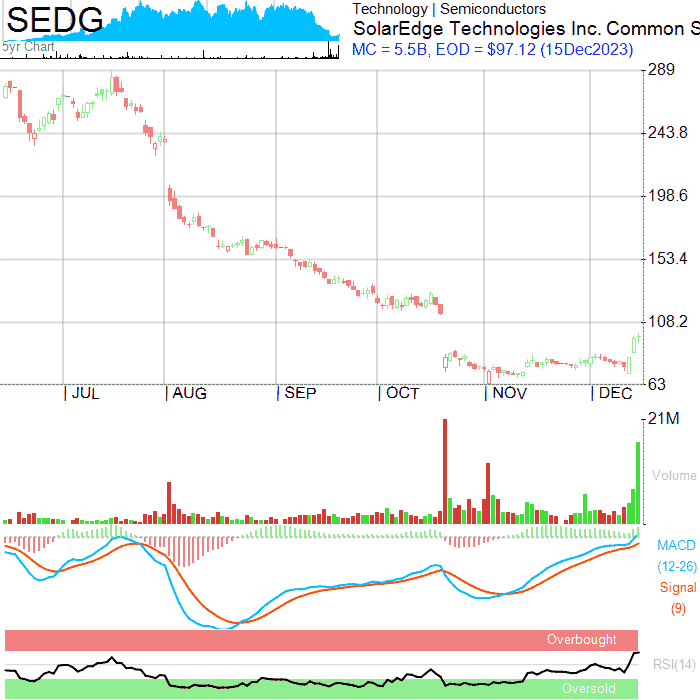 SEDG
5yr Chart
Technology | Semiconductors
SolarEdge Technologies Inc. Common S
MC = 5.5B, EOD = $97.12 (15Dec2023)
289
243.8
198.6
153.4
108.2
63
| JUL | AUG | SEP | OCT | NOV | DEC
21M
Volume
MACD
(12-26)
Signal
(9)
Overbought
RSI(14)
Oversold